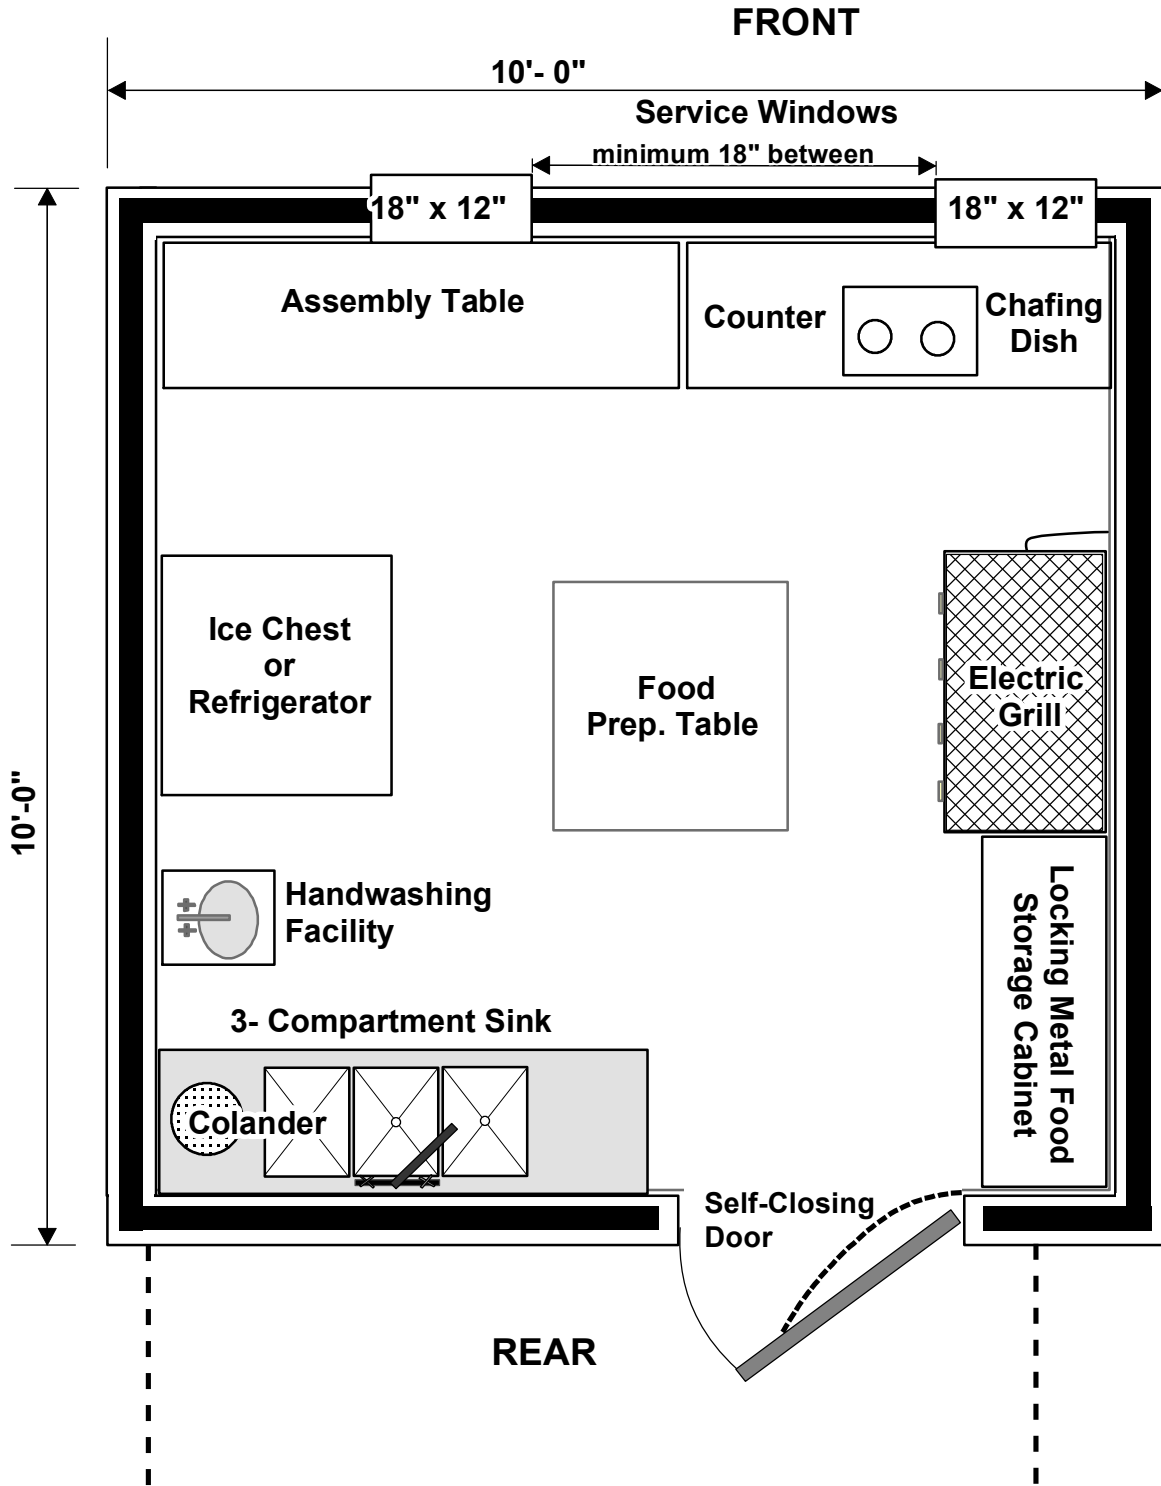 FRONT
10'- 0"
Service Windows
minimum 18" between
18" x 12"
18" x 12"
Assembly Table
Counter
Chafing
Dish
Ice Chest
or
Refrigerator
Food
Prep. Table
Electric
Grill
10'-0"
Handwashing
Facility
Locking Metal Food
Storage Cabinet
3- Compartment Sink
Colander
Self-Closing
Door
REAR